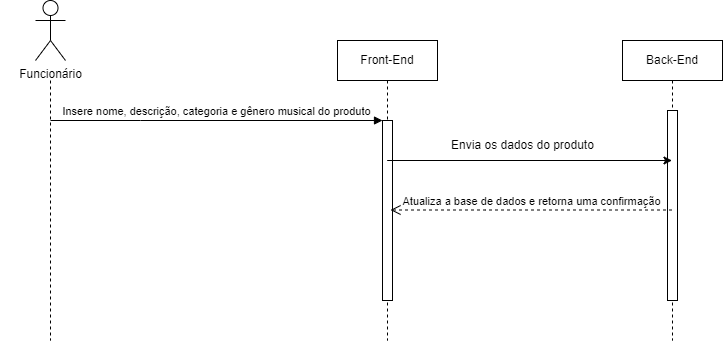 Funcionário
Front-End
Back-End
Insere nome, descrição, categoria e gênero musical do produto
Envia os dados do produto
Atualiza a base de dados e retorna uma confirmação